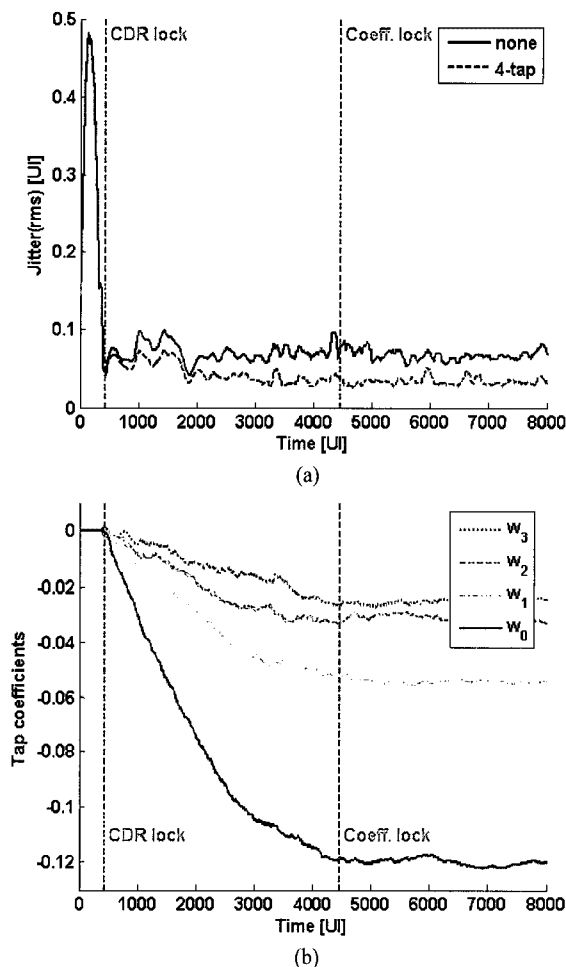 CDR lock
Coeff. lock
none
4-tap
Jitter(rms) [UI]
0.5
0.4
0.3
0.2
0.1
0
0 1000 2000 3000 4000 5000 6000 7000 8000
Time [UI]
(a)
w3
w2
w1
w0
Tap coefficients
0
-0.02
-0.04
-0.06
-0.08
-0.1
-0.12
CDR lock
Coeff. lock
0 1000 2000 3000 4000 5000 6000 7000 8000
Time [UI]
(b)